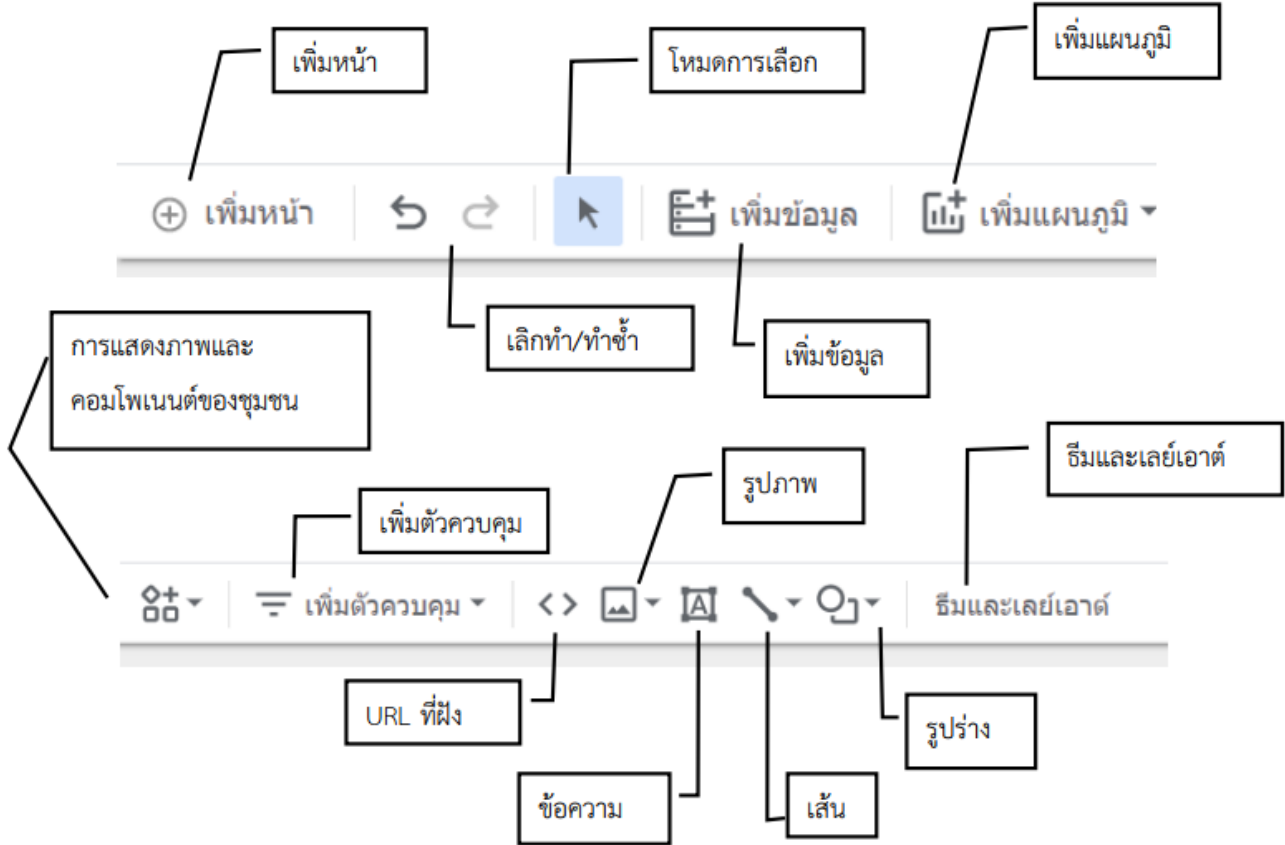 เพิ่มหน้า
โหมดการเลือก
เพิ่มแผนภูมิ
เพิ่มหน้า
เพิ่มข้อมูล
เพิ่มแผนภูมิ
เลิกทำ/ทำซ้ำ
เพิ่มข้อมูล
การแสดงภาพและ
คอมโพเนนต์ของชุมชน
ธีมและเลย์เอาต์
รูปภาพ
เพิ่มตัวควบคุม
เพิ่มตัวควบคุม
A
ธีมและเลย์เอาต์
URL ที่ฝัง
รูปร่าง
ข้อความ
เส้น